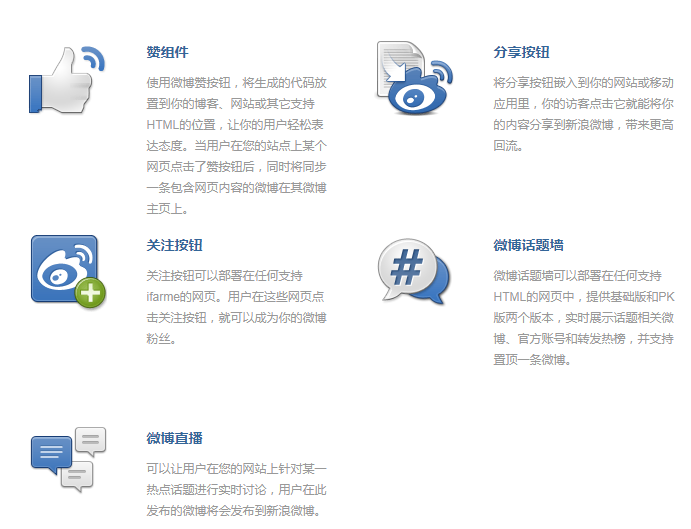 赞组件
使用微博赞按钮，将生成的代码放
置到你的博客、网站或其它支持
HTML的位置，让你的用户轻松表
达态度。当用户在您的站点上某个
网页点击了赞按钮后，同时将同步
一条包含网页内容的微博在其微博
主页上。
分享按钮
将分享按钮嵌入到你的网站或移动
应用里，你的访客点击它就能将你
的内容分享到新浪微博，带来更高
回流。
关注按钮
关注按钮可以部署在任何支持
ifarme的网页。用户在这些网页点
击关注按钮，就可以成为你的微博
粉丝。
#
微博话题墙
微博话题墙可以部署在任何支持
HTML的网页中，提供基础版和PK
版两个版本，实时展示话题相关微
博、官方账号和转发热榜，并支持
置顶一条微博。
微博直播
可以让用户在您的网站上针对某一
热点话题进行实时讨论，用户在此
发布的微博将会发布到新浪微博。